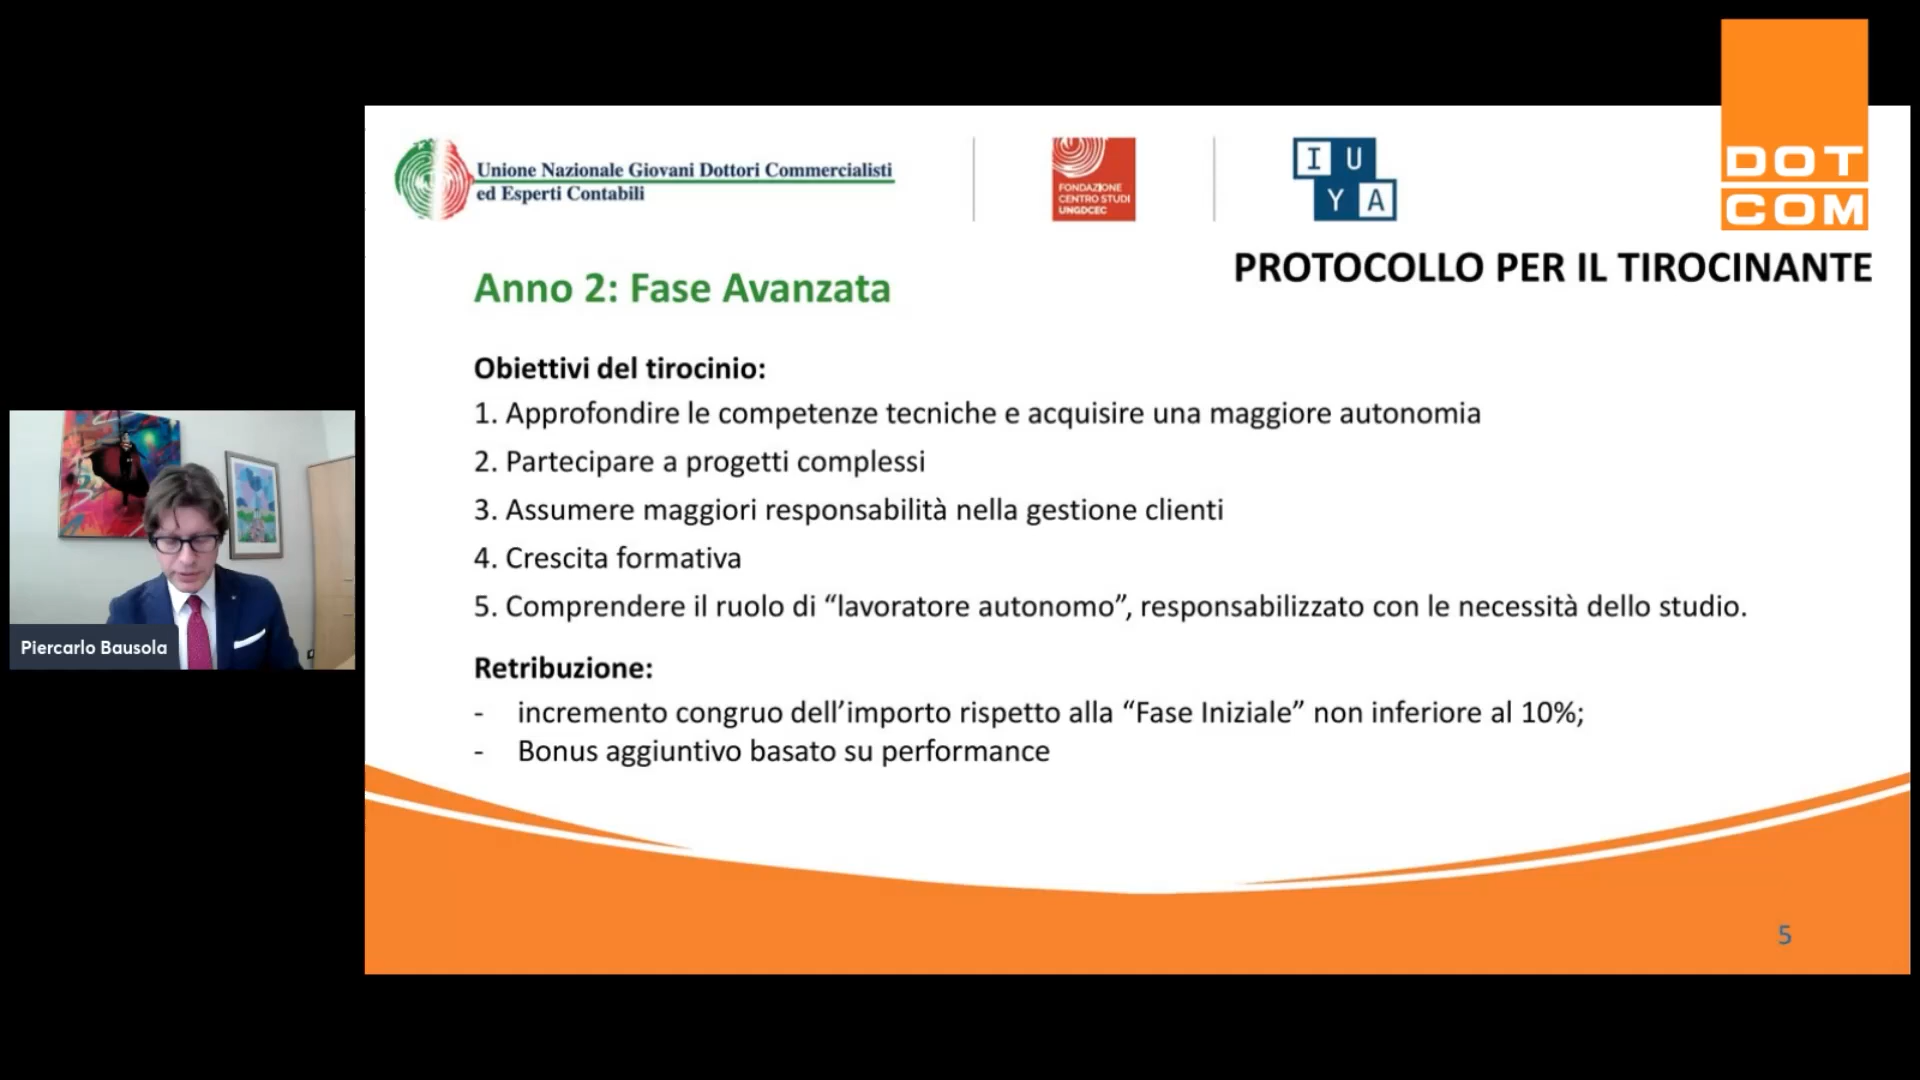 DOT
COM
Unione Nazionale Giovani Dottori Commercialisti
ed Esperti Contabili
FONDAZIONE
CENTRO STUDI
UNGDCEC
I U
Y A
PROTOCOLLO PER IL TIROCINANTE
Anno 2: Fase Avanzata
Obiettivi del tirocinio:
1. Approfondire le competenze tecniche e acquisire una maggiore autonomia
2. Partecipare a progetti complessi
3. Assumere maggiori responsabilità nella gestione clienti
4. Crescita formativa
5. Comprendere il ruolo di “lavoratore autonomo”, responsabilizzato con le necessità dello studio.
Retribuzione:
- incremento congruo dell’importo rispetto alla “Fase Iniziale” non inferiore al 10%;
- Bonus aggiuntivo basato su performance
Piercarlo Bausola
5